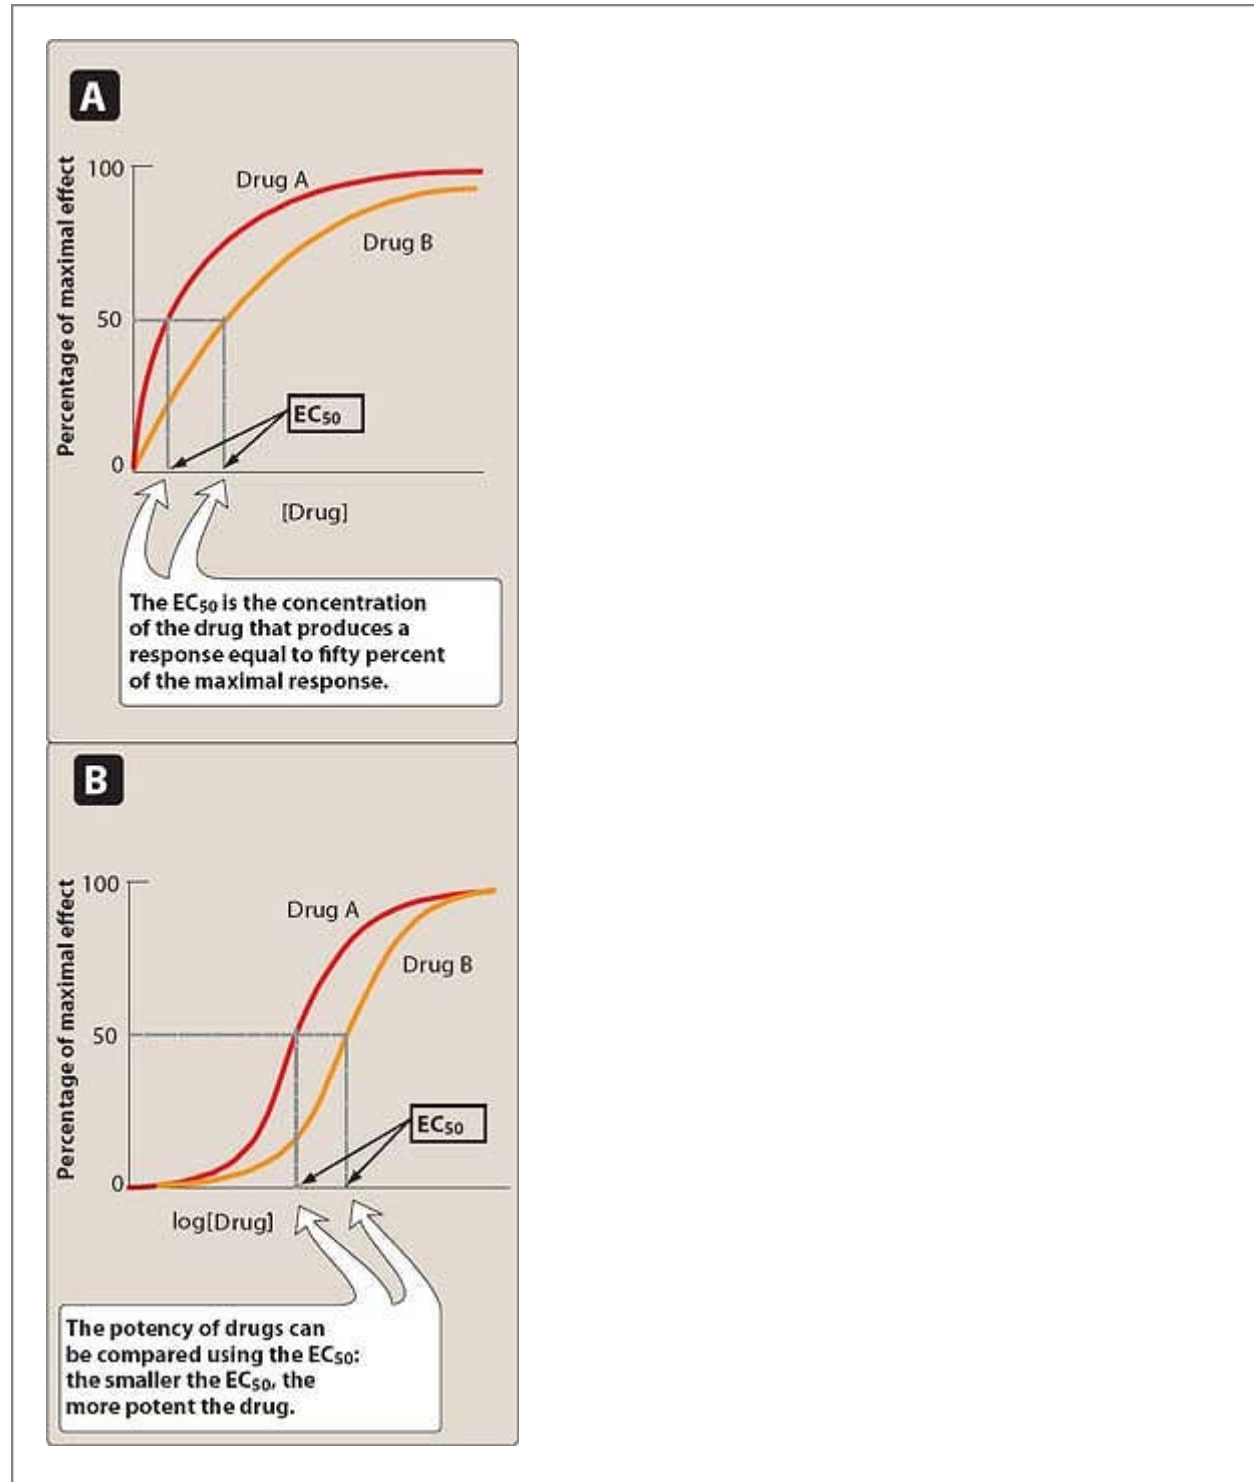 A
Percentage of maximal effect
100
50
0
Drug A
Drug B
EC₅₀
[Drug]
The EC₅₀ is the concentration
of the drug that produces a
response equal to fifty percent
of the maximal response.
B
Percentage of maximal effect
100
50
0
Drug A
Drug B
EC₅₀
log[Drug]
The potency of drugs can
be compared using the EC₅₀:
the smaller the EC₅₀, the
more potent the drug.